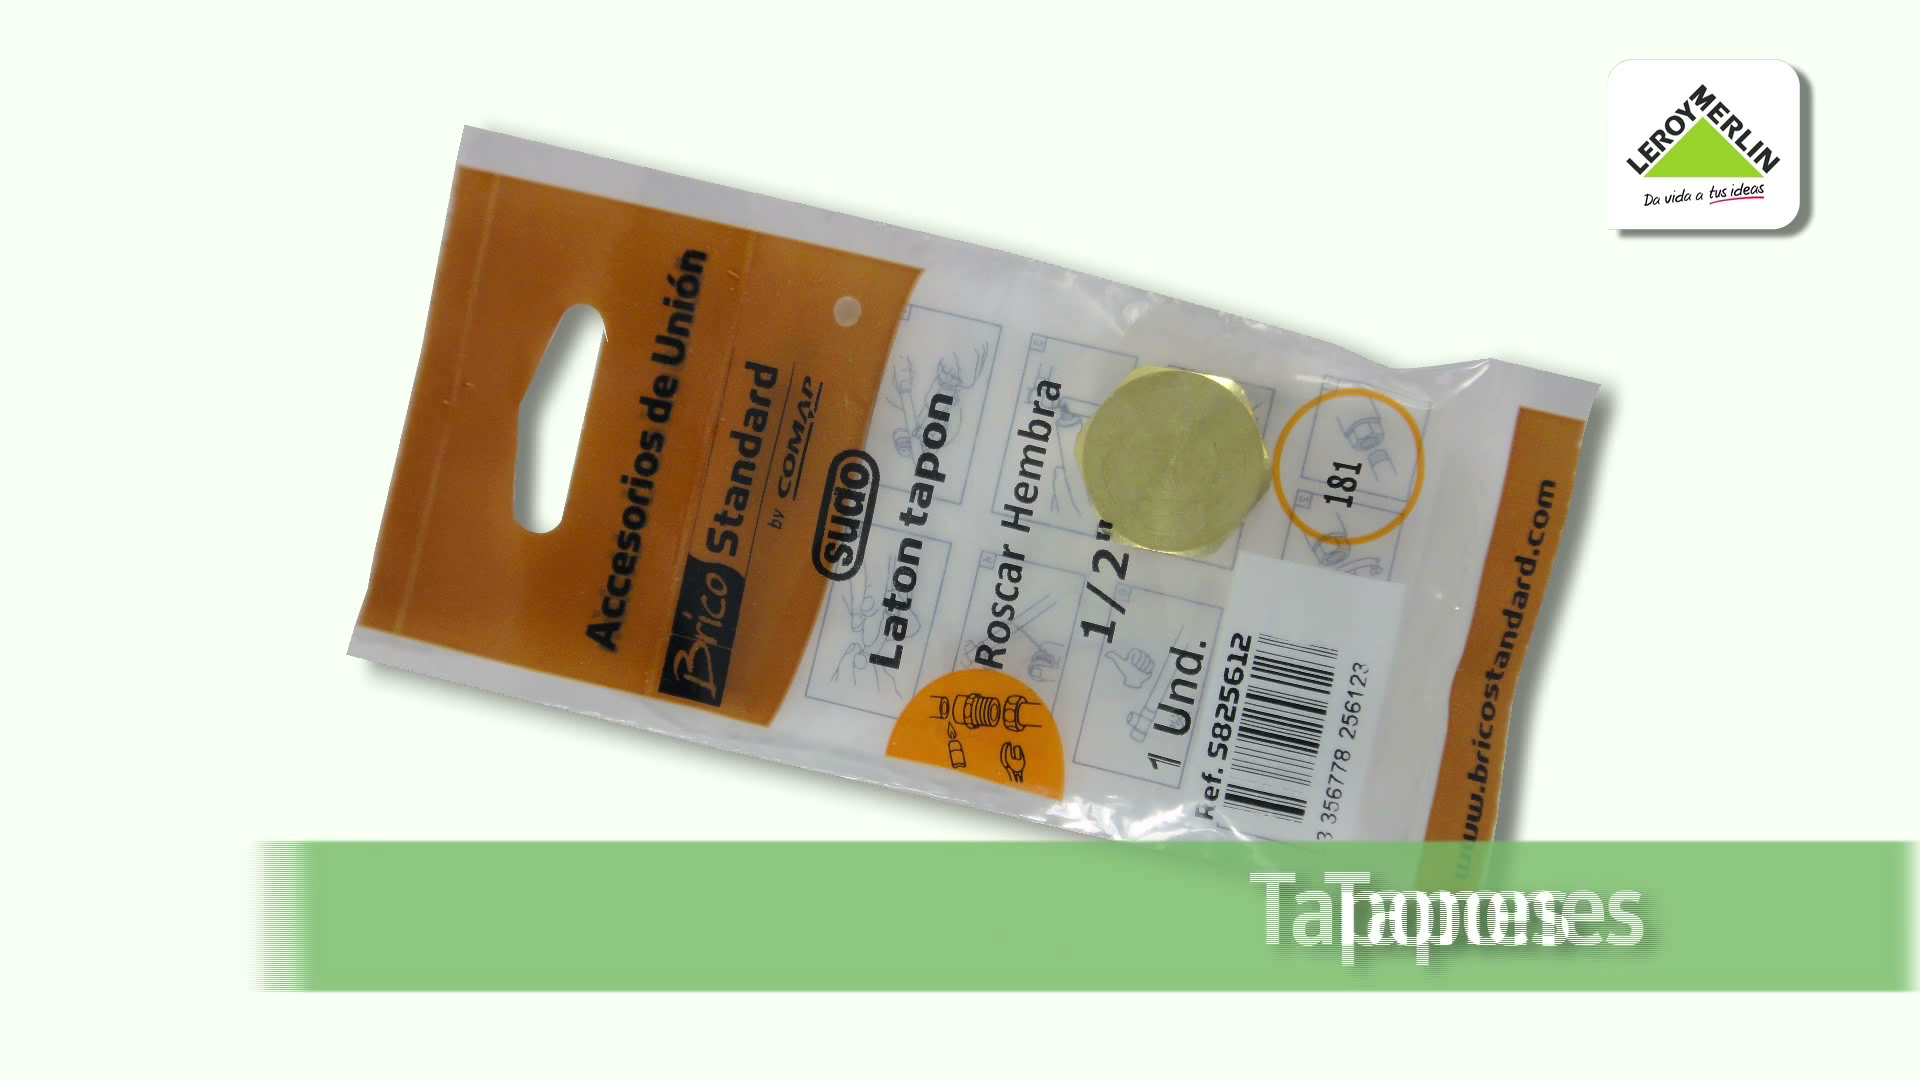 LEROY MERLIN
Da vida a tus ideas
Accesorios de Unión
Brico Standard
by COMAP
sudo
Laton tapon
Roscar Hembra
1/2"
1 Und.
181
Ref. S825612
3 356778 256123
www.bricostandard.com